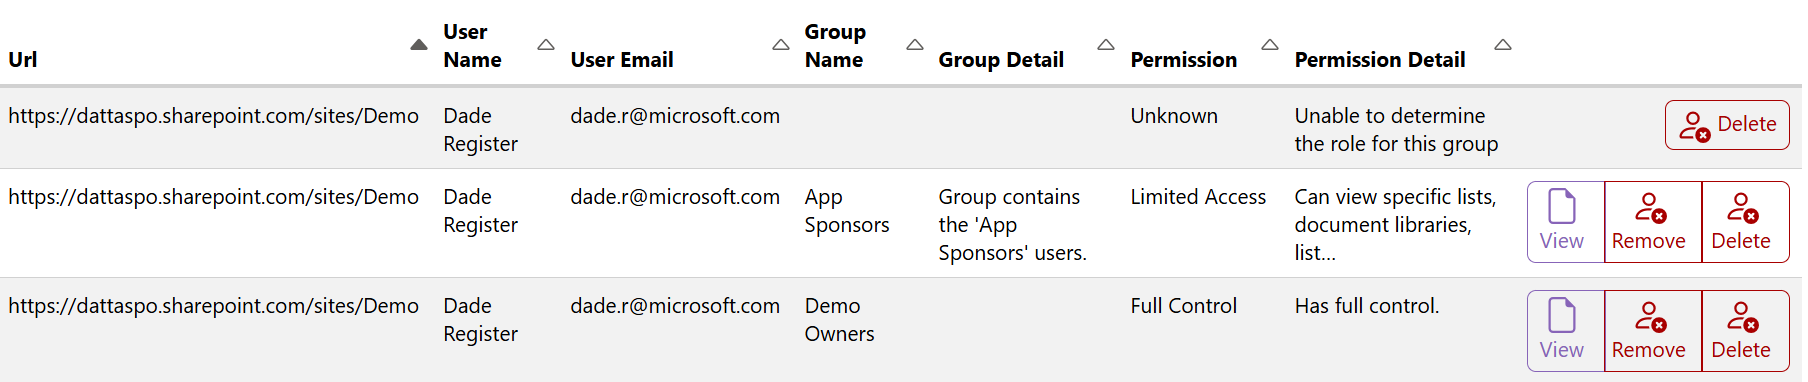 Url User Name User Email Group Name Group Detail Permission Permission Detail
https://dattaspo.sharepoint.com/sites/Demo Dade dade.r@microsoft.com Unknown Unable to determine Delete
Register the role for this group
https://dattaspo.sharepoint.com/sites/Demo Dade dade.r@microsoft.com App Group contains Limited Access Can view specific lists,
Register Sponsors the 'App document libraries, View Remove Delete
Sponsors' users. list...
https://dattaspo.sharepoint.com/sites/Demo Dade dade.r@microsoft.com Demo Full Control Has full control.
Register Owners View Remove Delete